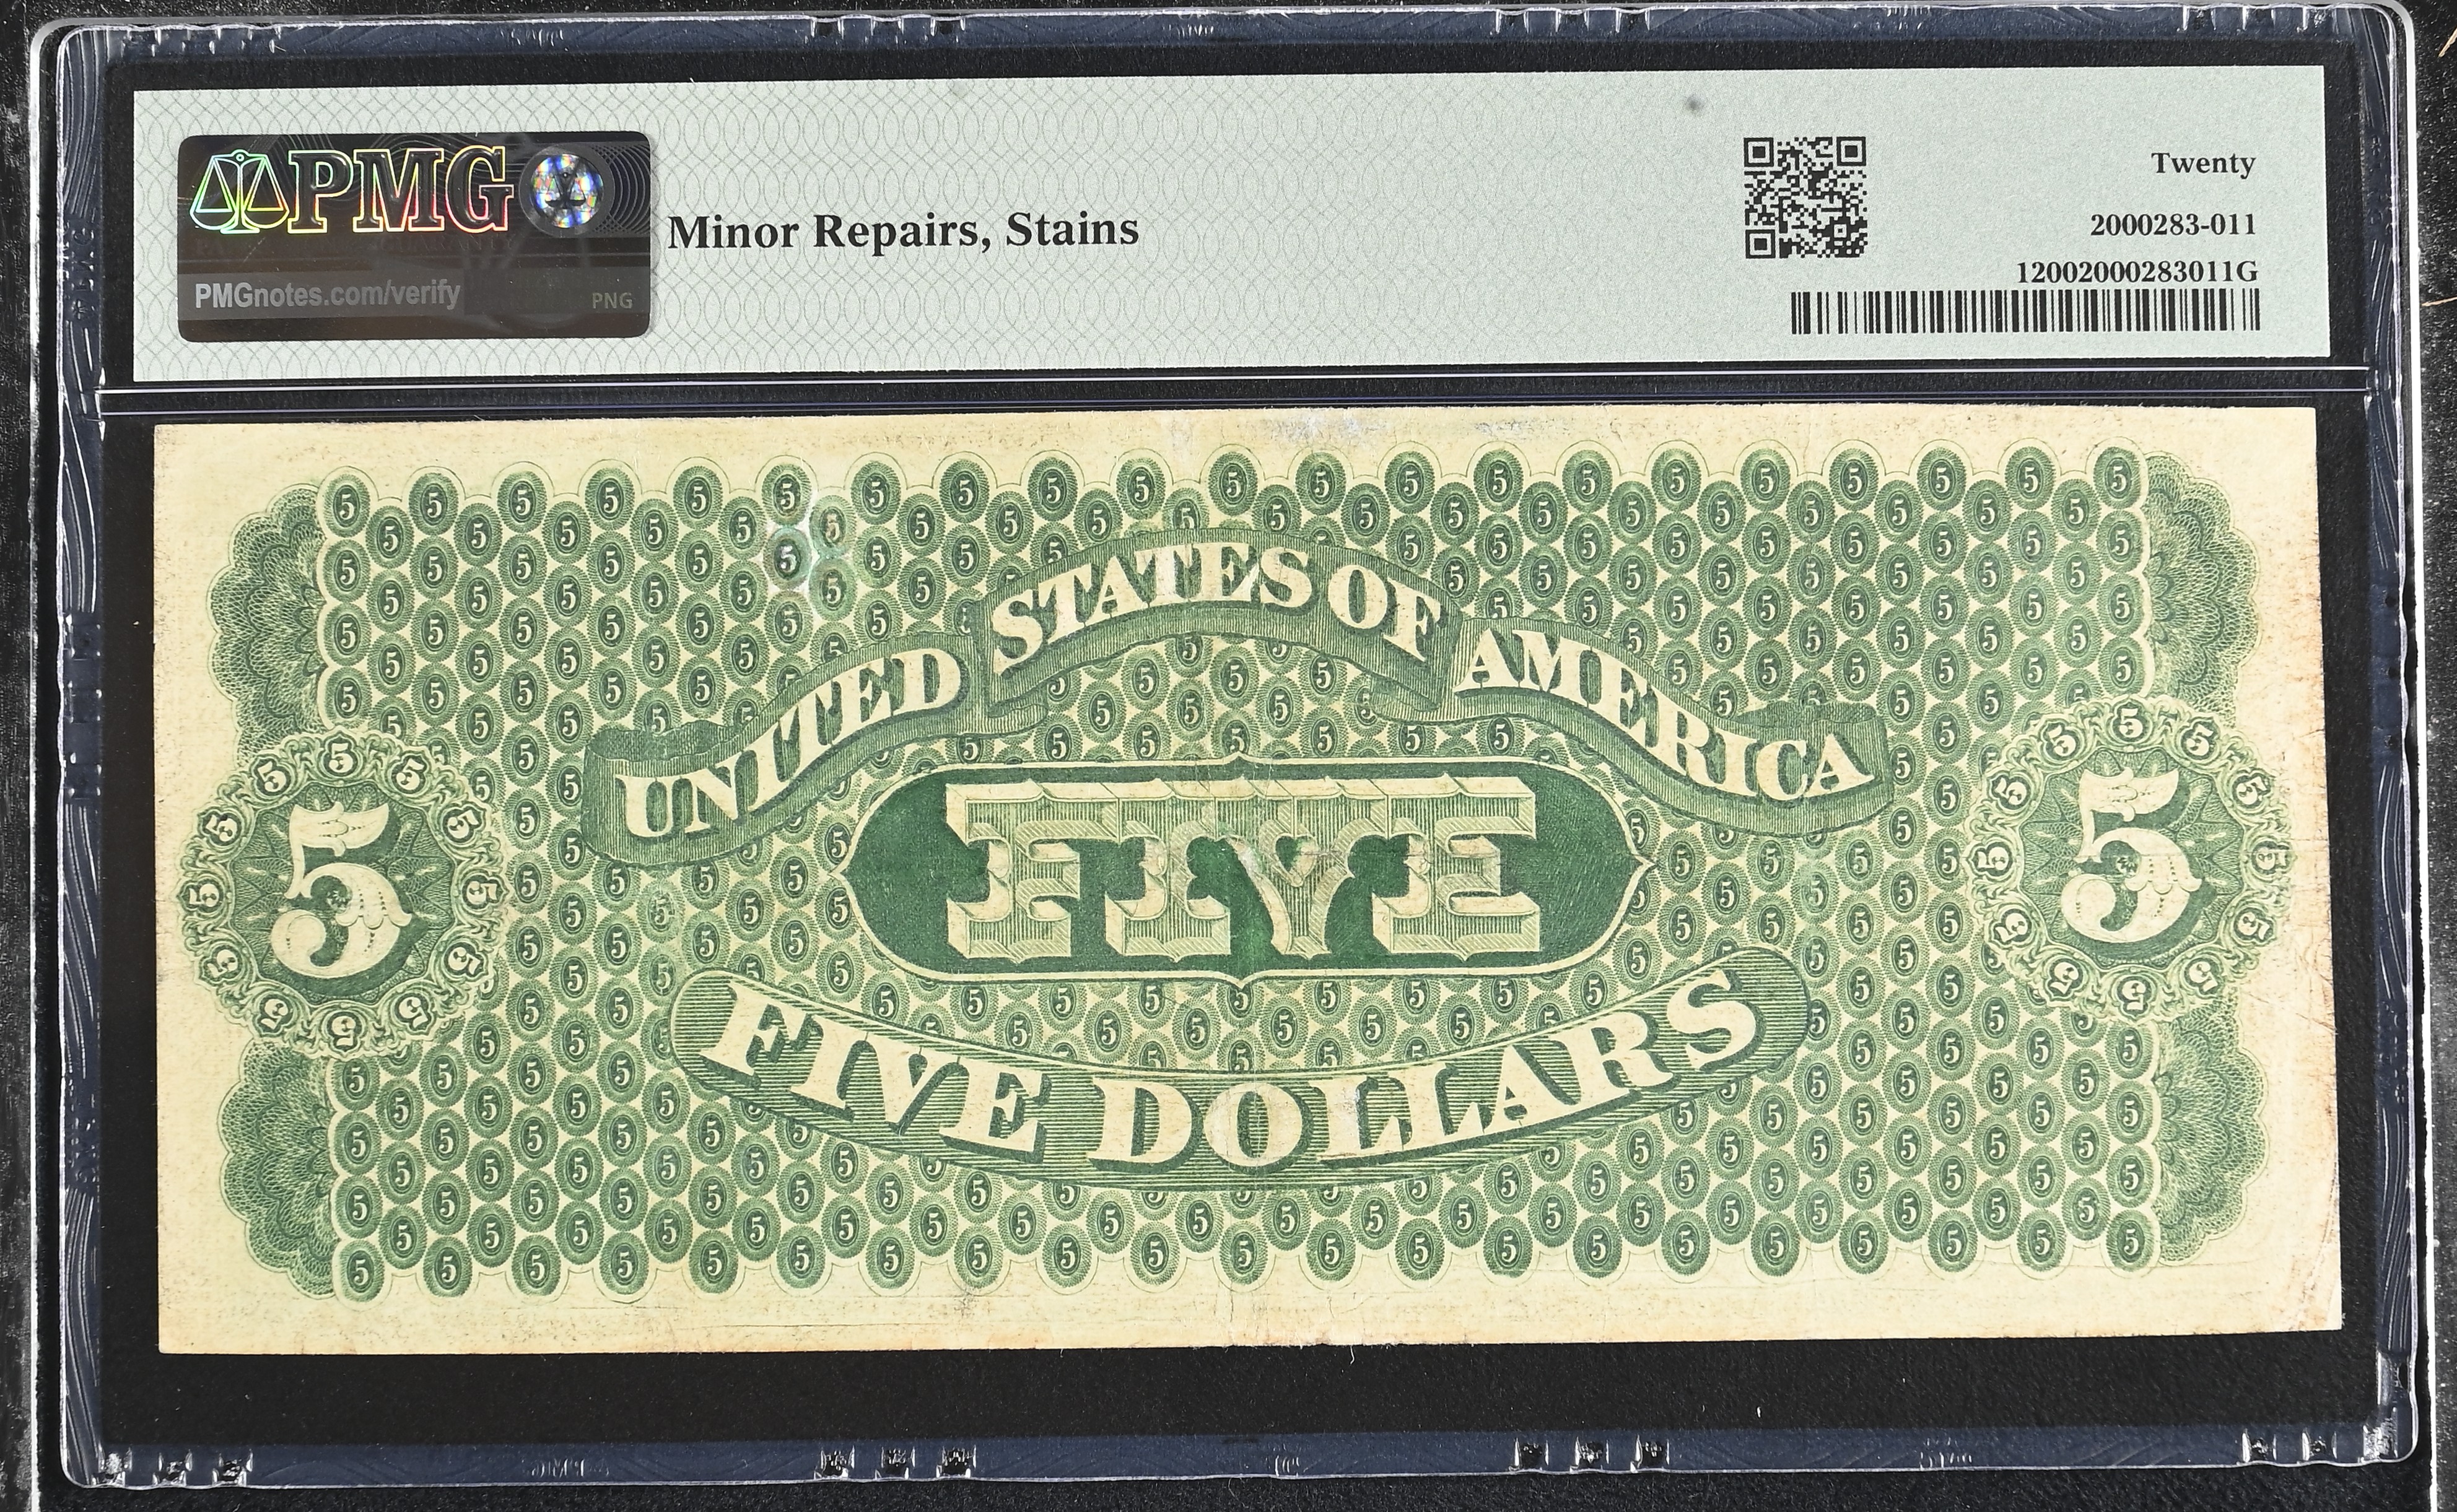 PMG
PMGnotes.com/verify
PNG
Minor Repairs, Stains
Twenty
2000283-011
12002000283011G
UNITED STATES OF AMERICA
5
FIVE
5
FIVE DOLLARS